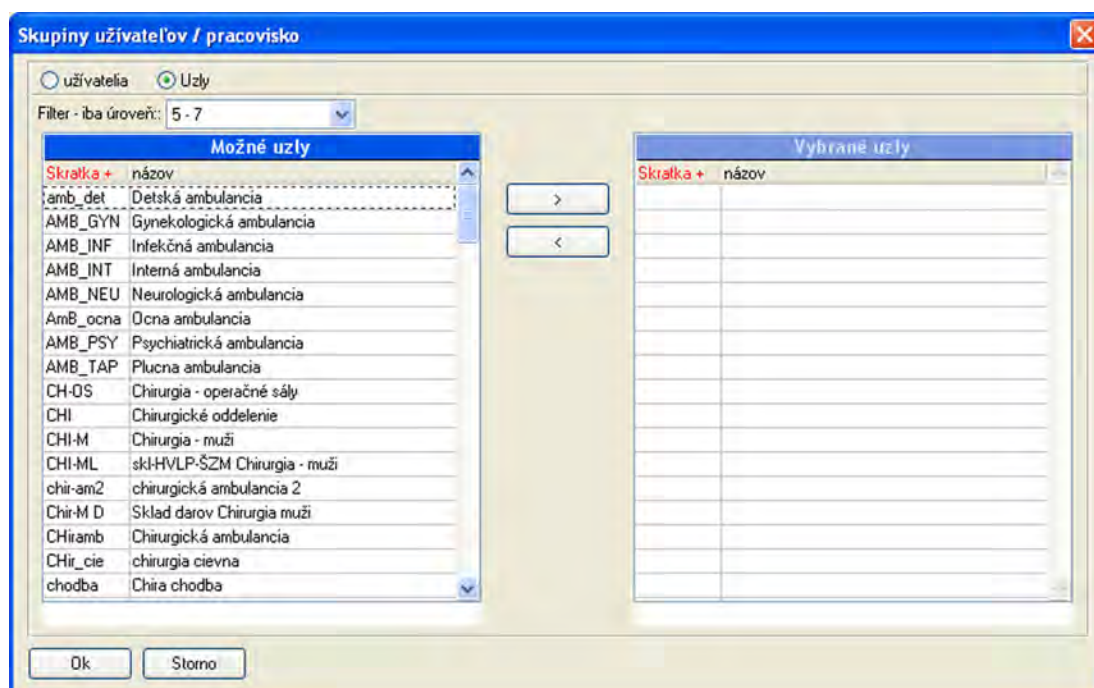 Skupiny užívateľov / pracovisko
užívatelia Uzly
Filter - iba úroveň:: 5 - 7
Možné uzly
Skratka + názov
amb_det Detská ambulancia
AMB_GYN Gynekologická ambulancia
AMB_INF Infekčná ambulancia
AMB_INT Interná ambulancia
AMB_NEU Neurologická ambulancia
AmB_ocna Ocna ambulancia
AMB_PSY Psychiatrická ambulancia
AMB_TAP Plucna ambulancia
CH-OS Chirurgia - operačné sály
CHI Chirurgické oddelenie
CHI-M Chirurgia - muži
CHI-ML skl-HVLP-ŠZM Chirurgia - muži
chir-am2 chirurgická ambulancia 2
Chir-M D Sklad darov Chirurgia muži
CHiramb Chirurgická ambulancia
CHir_cie chirurgia cievna
chodba Chira chodba
>
<
Vybrané uzly
Skratka + názov
Ok Storno